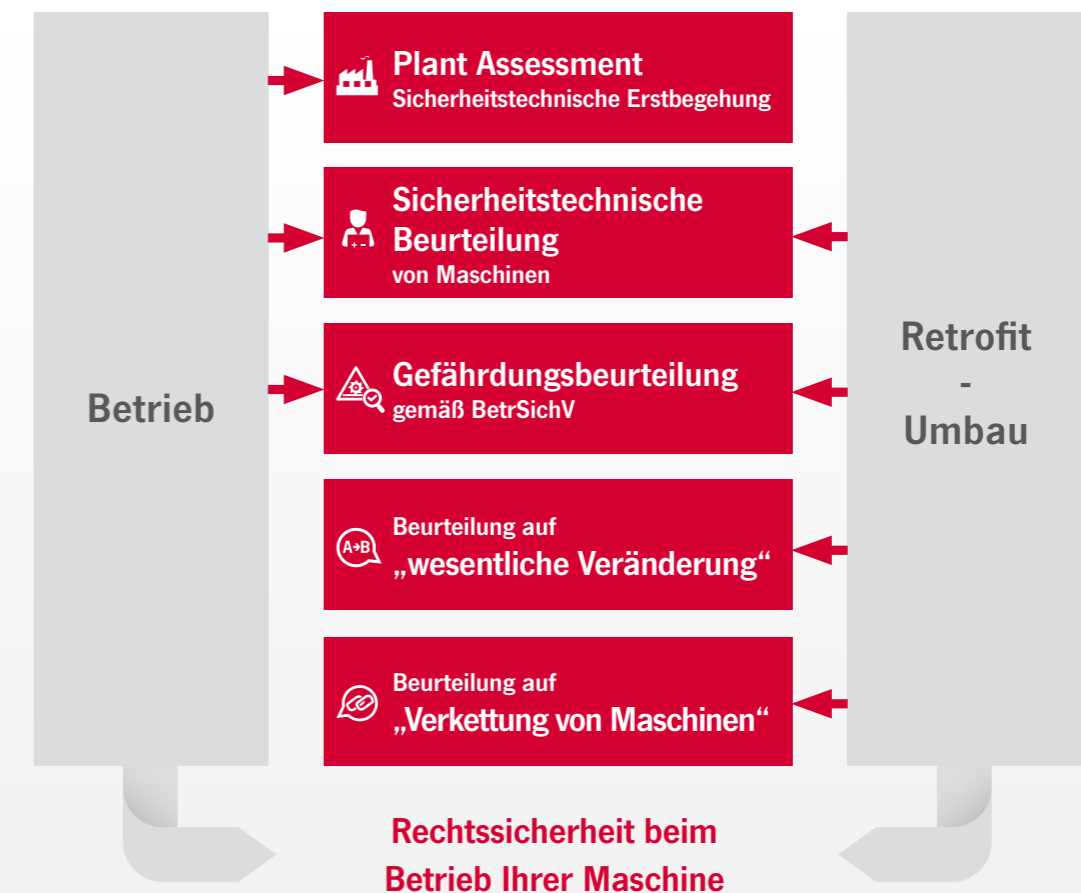 Betrieb
Plant Assessment
Sicherheitstechnische Erstbegehung
Sicherheitstechnische
Beurteilung
von Maschinen
Gefährdungsbeurteilung
gemäß BetrSichV
A→B
Beurteilung auf
„wesentliche Veränderung“
Beurteilung auf
„Verkettung von Maschinen“
Retrofit
-
Umbau
Rechtssicherheit beim
Betrieb Ihrer Maschine